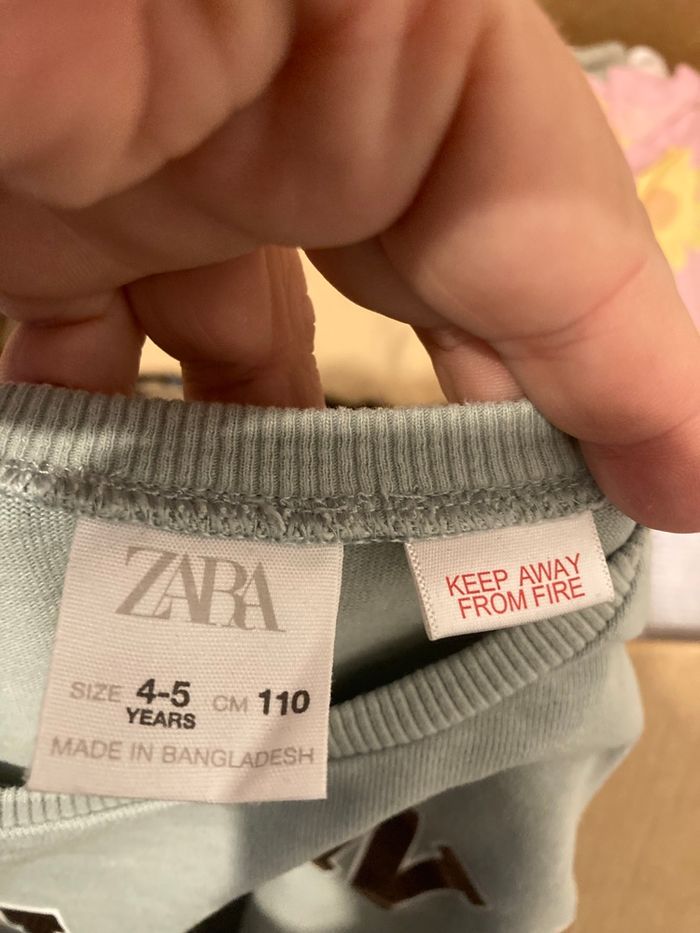 ZARA
SIZE 4-5 CM 110
YEARS
MADE IN BANGLADESH
KEEP AWAY
FROM FIRE